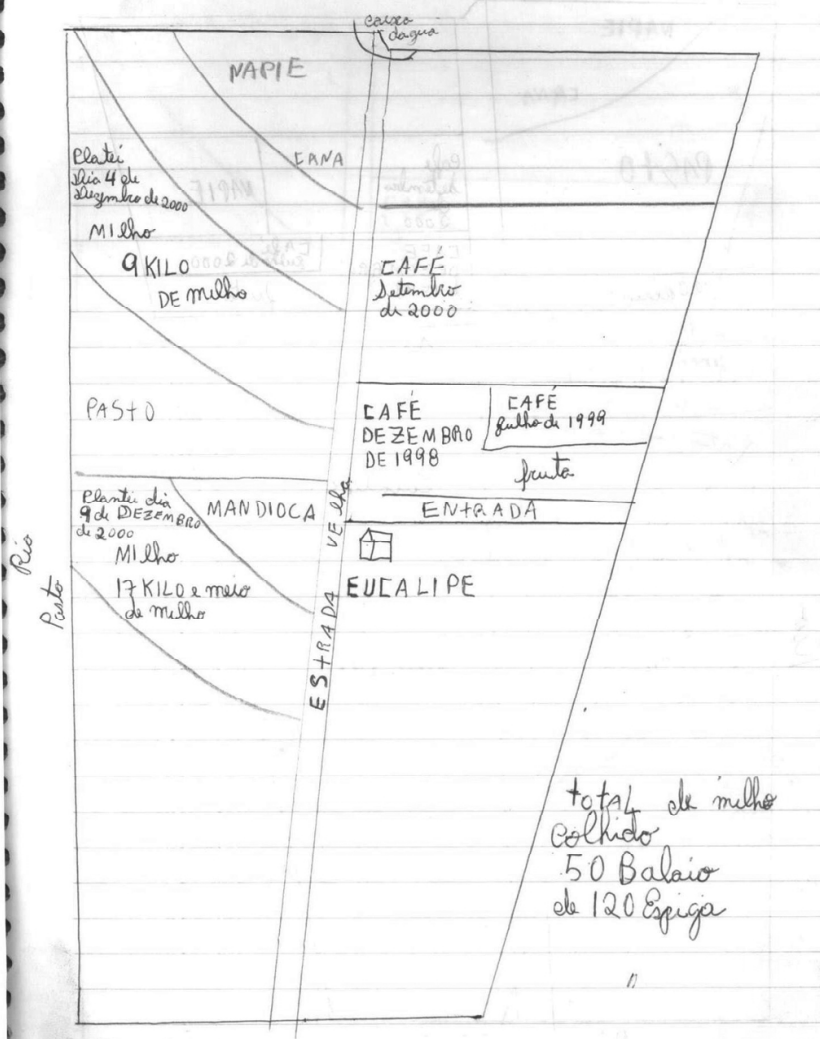 caixa
dagua
NAPIE
CANA
Platei
Dia 4 de
Dezembro de 2000
MIlho
9 KILO
DE milho
CAFÉ
Setembro
de 2000
PASTO
CAFÉ
DEZEMBRO
DE 1998
CAFÉ
Julho de 1999
fruta
ENTRADA
Plantei dia
9 de DEZEMBRO
de 2000
MIlho
17 KILO e meio
de milho
MANDIOCA
ESTRADA VElha
EUCALIPE
Rio
Pasto
total de milho
colhido
50 Balaio
de 120 Espiga